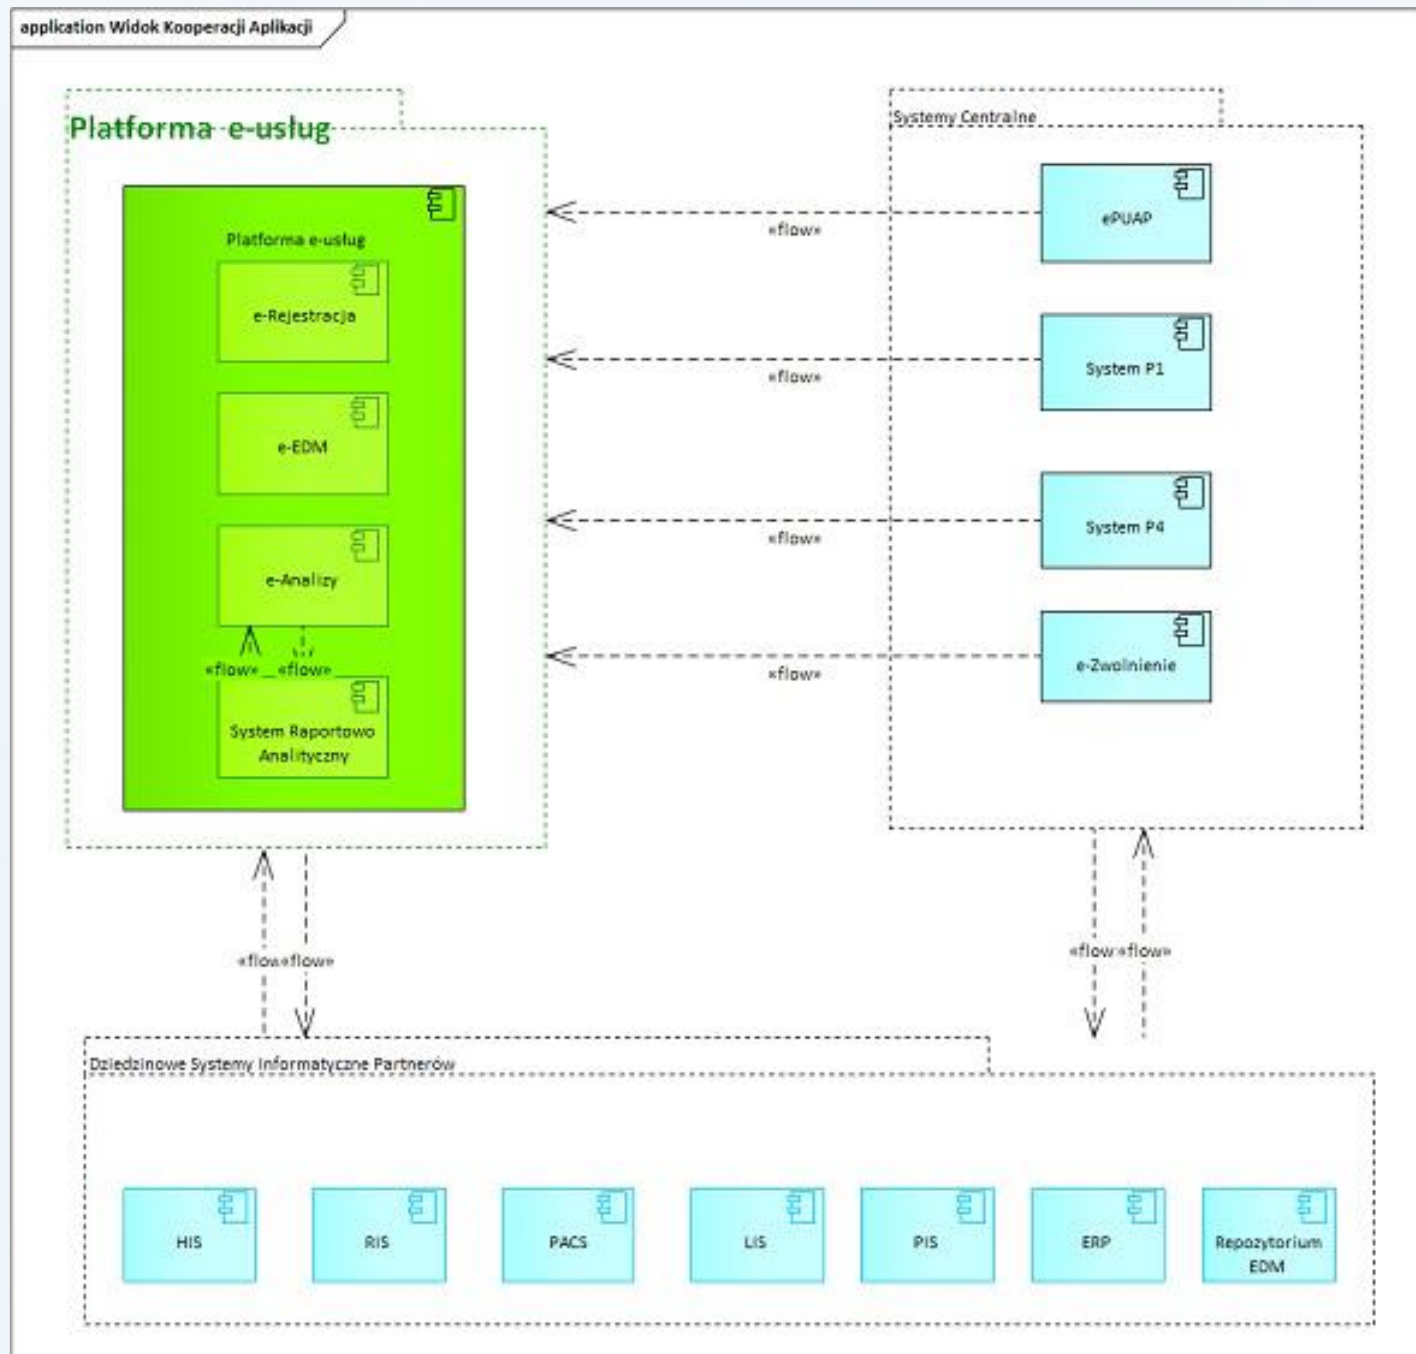 application Widok Kooperacji Aplikacji
Platforma e-usług
Systemy Centralne
Platforma e-usług
e-Rejestracja
e-EDM
e-Analizy
«flow» «flow»
System Raportowo
Analityczny
ePUAP
«flow»
System P1
«flow»
System P4
«flow»
e-Zwolnienie
«flow»
«flow «flow»
«flow «flow»
Dziedzinowe Systemy Informatyczne Partnerów
HIS
RIS
PACS
LIS
PIS
ERP
Repozytorium
EDM